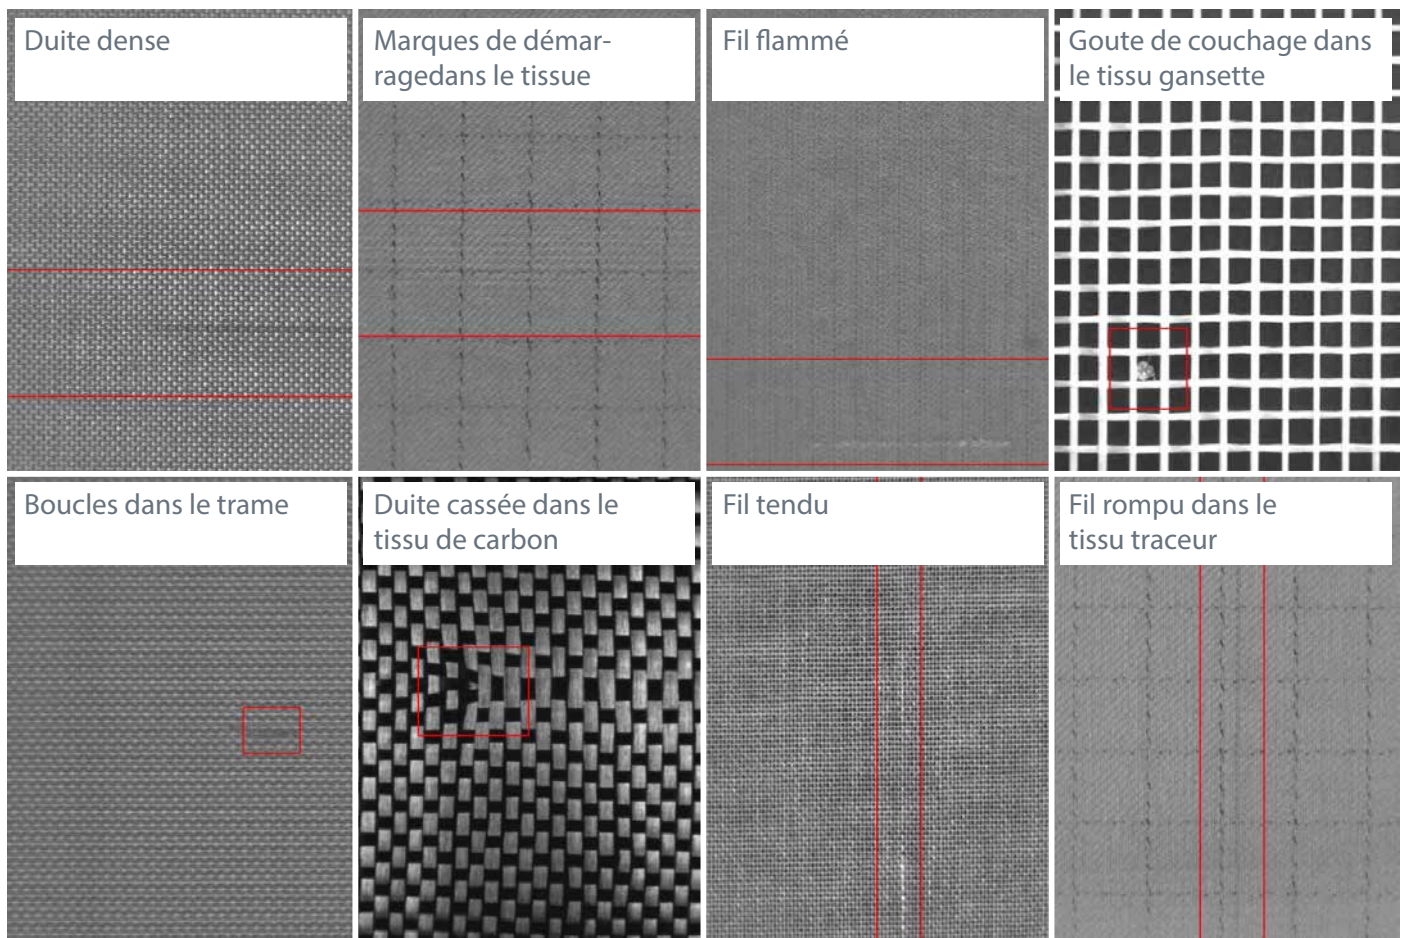 Duite dense
Marques de démar-
ragedans le tissue
Fil flammé
Goute de couchage dans
le tissu gansette
Boucles dans le trame
Duite cassée dans le
tissu de carbon
Fil tendu
Fil rompu dans le
tissu traceur